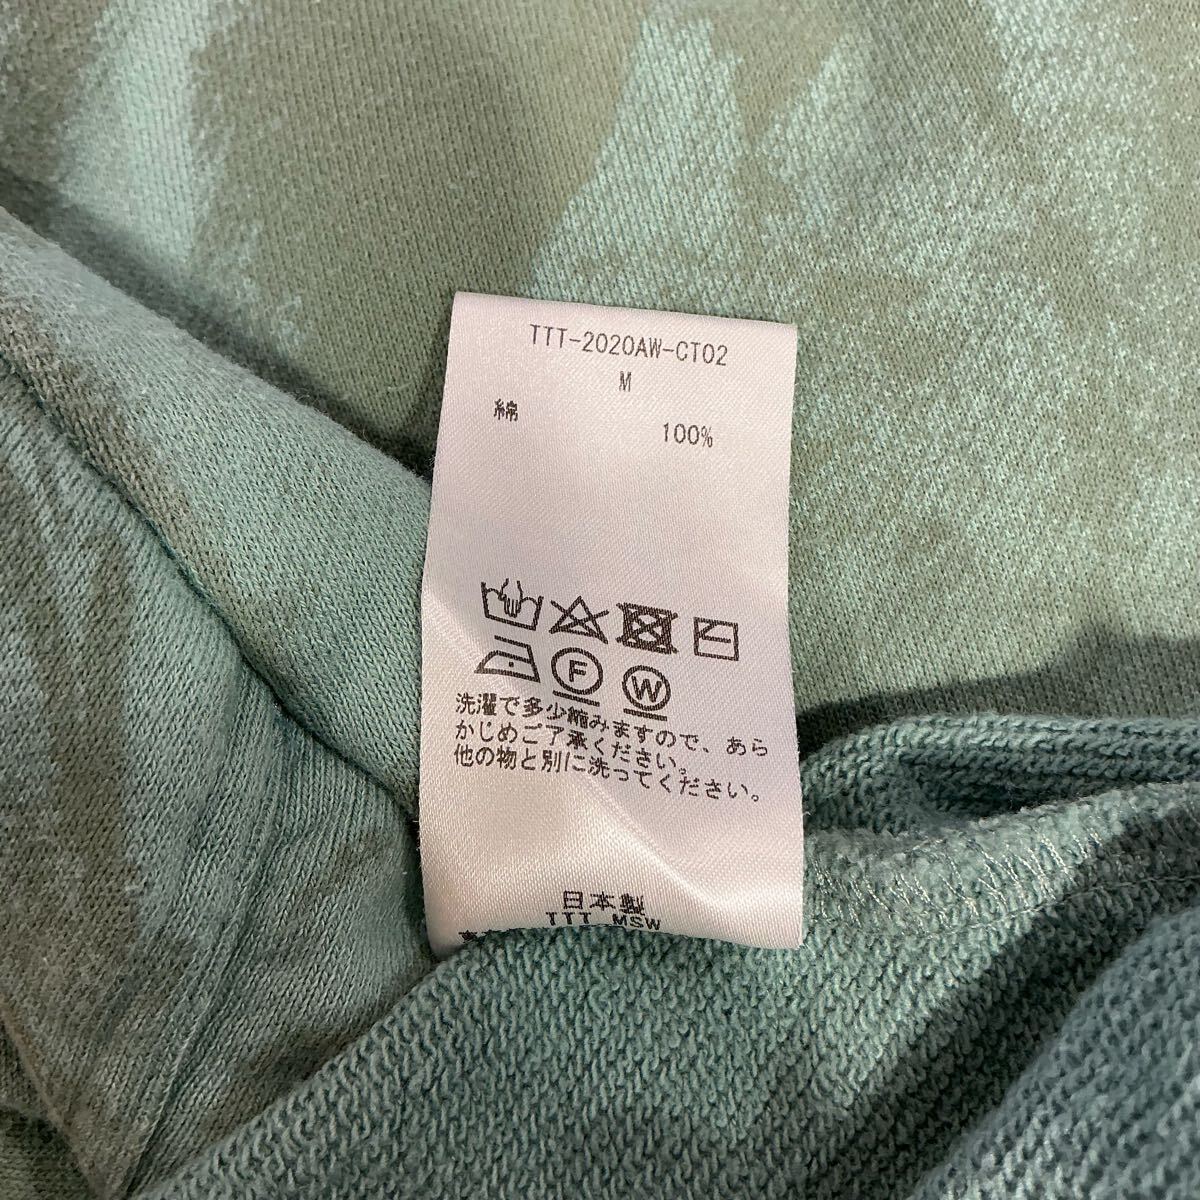 TTT-2020AW-CT02
M
綿 100%
F W
洗濯で多少縮みますので、あら
かじめご了承ください。
他の物と別に洗ってください。
日本製
TTT MSW